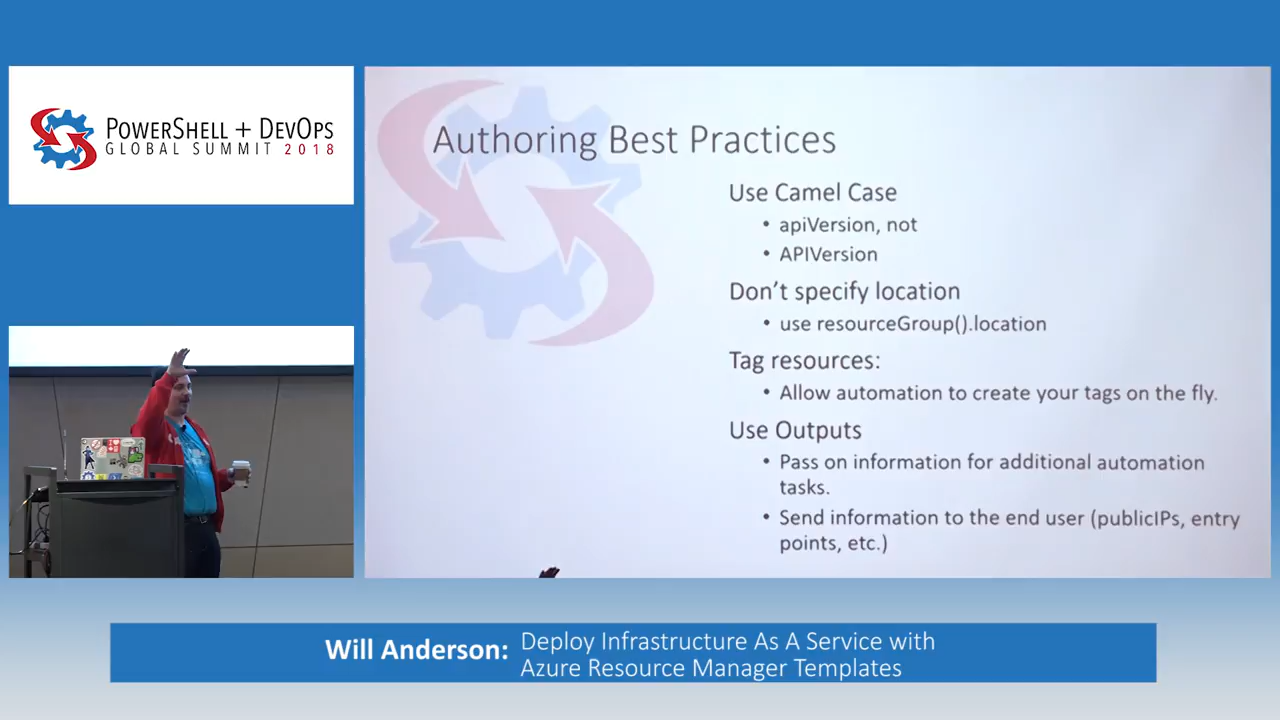 POWERSHELL + DEVOPS
GLOBAL SUMMIT 2018
Authoring Best Practices
Use Camel Case
• apiVersion, not
• APIVersion
Don’t specify location
• use resourceGroup().location
Tag resources:
• Allow automation to create your tags on the fly.
Use Outputs
• Pass on information for additional automation
tasks.
• Send information to the end user (publicIPs, entry
points, etc.)
Will Anderson: Deploy Infrastructure As A Service with
Azure Resource Manager Templates